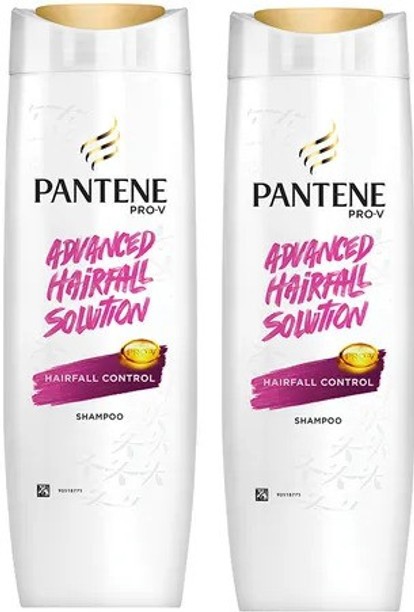 PANTENE
PRO-V
ADVANCED
HAIRFALL
SOLUTION
PRO-V
HAIRFALL CONTROL
SHAMPOO
PANTENE
PRO-V
ADVANCED
HAIRFALL
SOLUTION
PRO-V
HAIRFALL CONTROL
SHAMPOO